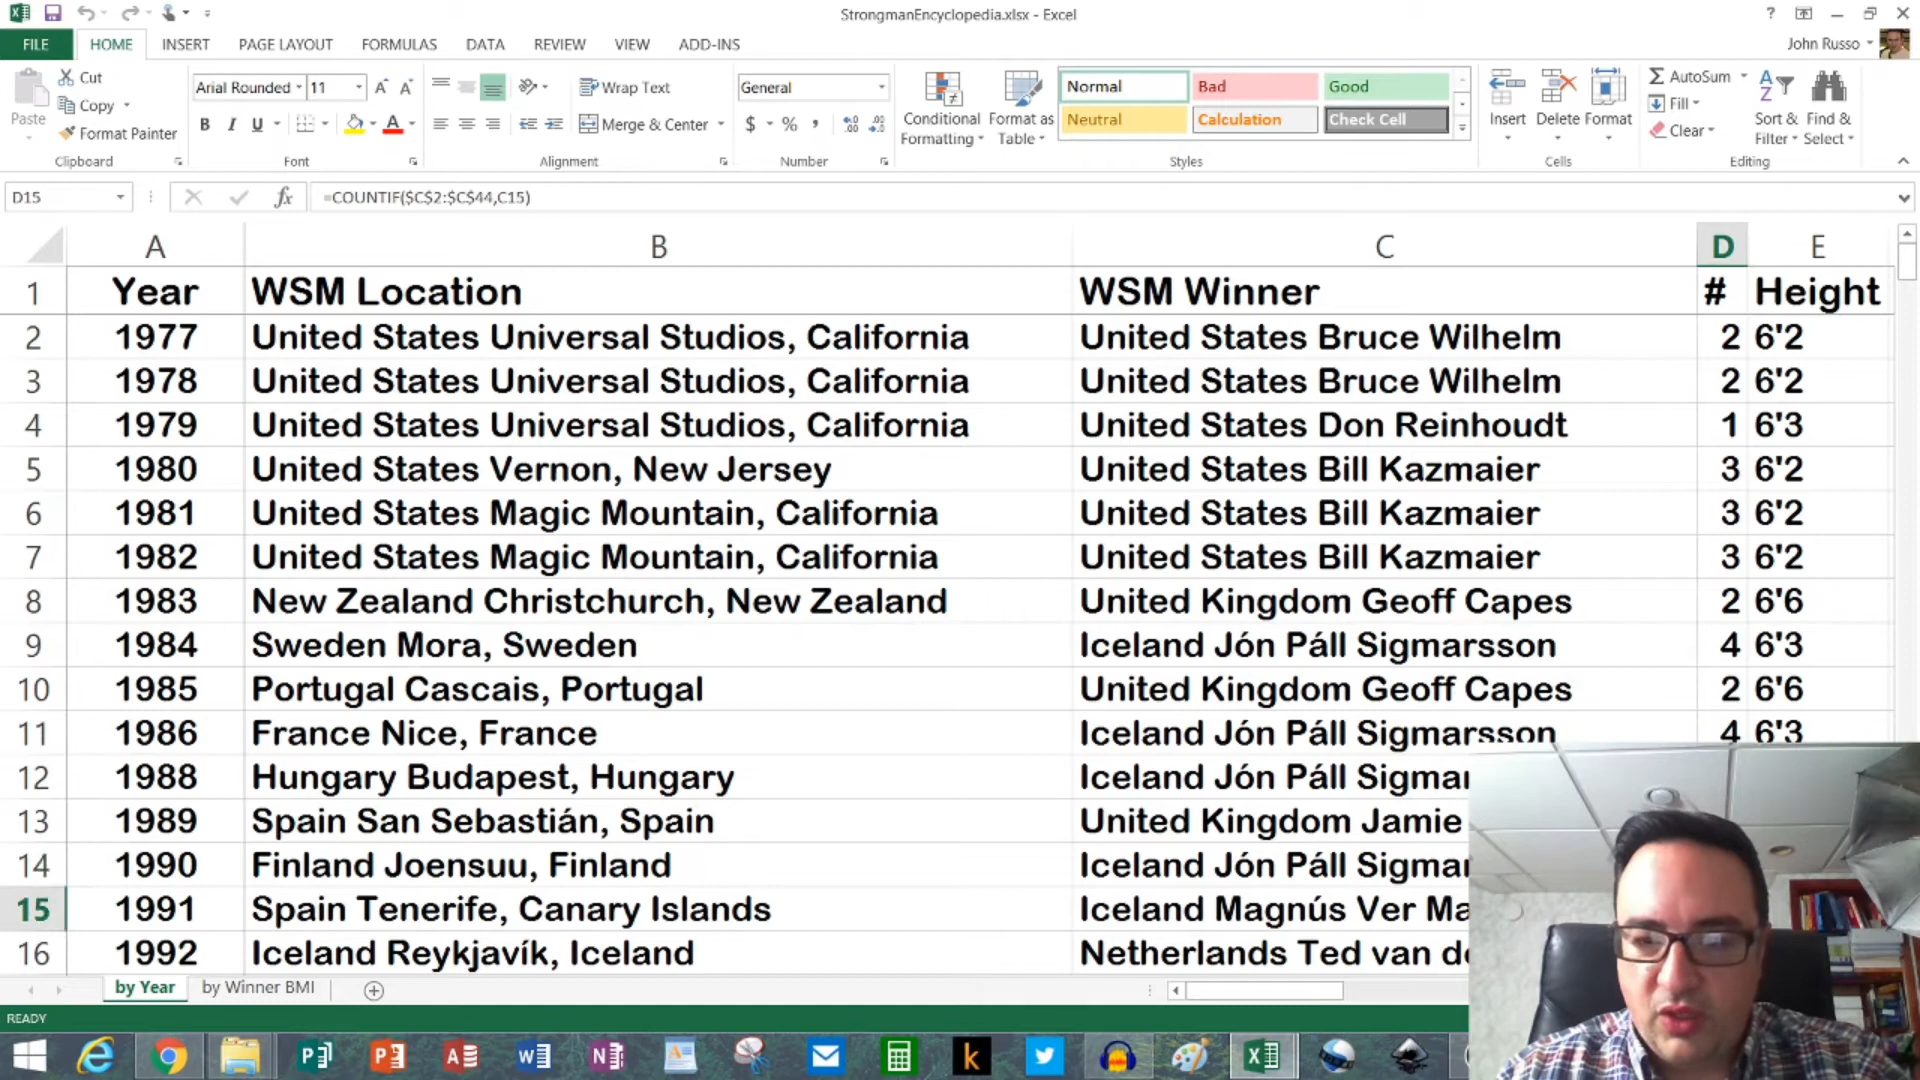 StrongmanEncyclopedia.xlsx - Excel
FILE HOME INSERT PAGE LAYOUT FORMULAS DATA REVIEW VIEW ADD-INS John Russo
Paste
Cut
Copy
Format Painter
Clipboard
Arial Rounded 11
B I U
Font
Wrap Text
Merge & Center
Alignment
General
$ % ,
Number
Conditional Formatting
Format as Table
Normal Bad Good
Neutral Calculation Check Cell
Styles
Insert Delete Format
Cells
AutoSum
Fill
Clear
Sort & Filter
Find & Select
Editing
D15 fx =COUNTIF($C$2:$C$44,C15)
A B C D E
1 Year WSM Location WSM Winner # Height
2 1977 United States Universal Studios, California United States Bruce Wilhelm 2 6'2
3 1978 United States Universal Studios, California United States Bruce Wilhelm 2 6'2
4 1979 United States Universal Studios, California United States Don Reinhoudt 1 6'3
5 1980 United States Vernon, New Jersey United States Bill Kazmaier 3 6'2
6 1981 United States Magic Mountain, California United States Bill Kazmaier 3 6'2
7 1982 United States Magic Mountain, California United States Bill Kazmaier 3 6'2
8 1983 New Zealand Christchurch, New Zealand United Kingdom Geoff Capes 2 6'6
9 1984 Sweden Mora, Sweden Iceland Jón Páll Sigmarsson 4 6'3
10 1985 Portugal Cascais, Portugal United Kingdom Geoff Capes 2 6'6
11 1986 France Nice, France Iceland Jón Páll Sigmarsson 4 6'3
12 1988 Hungary Budapest, Hungary Iceland Jón Páll Sigmar
13 1989 Spain San Sebastián, Spain United Kingdom Jamie
14 1990 Finland Joensuu, Finland Iceland Jón Páll Sigmar
15 1991 Spain Tenerife, Canary Islands Iceland Magnús Ver Ma
16 1992 Iceland Reykjavík, Iceland Netherlands Ted van de
by Year by Winner BMI
READY